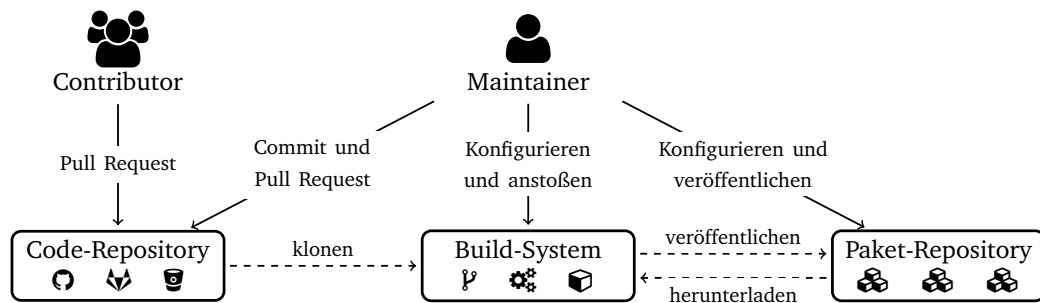 Contributor
Maintainer
Pull Request
Commit und
Pull Request
Konfigurieren
und anstoßen
Konfigurieren und
veröffentlichen
Code-Repository
klonen
Build-System
veröffentlichen
herunterladen
Paket-Repository